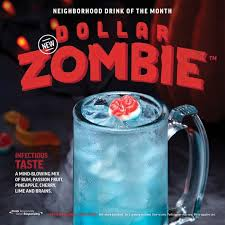 NEIGHBORHOOD DRINK OF THE MONTH
DOLLAR
NEW
ZOMBIE™
INFECTIOUS
TASTE
A MIND-BLOWING MIX
OF RUM, PASSION FRUIT,
PINEAPPLE, CHERRY,
LIME AND BRAINS.